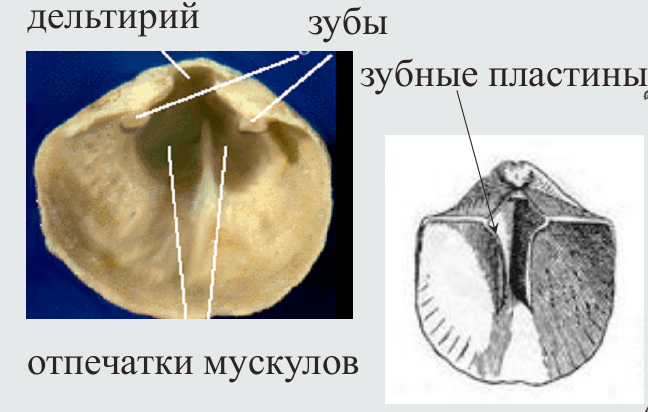 дельтирий
зубы
зубные пластины
отпечатки мускулов